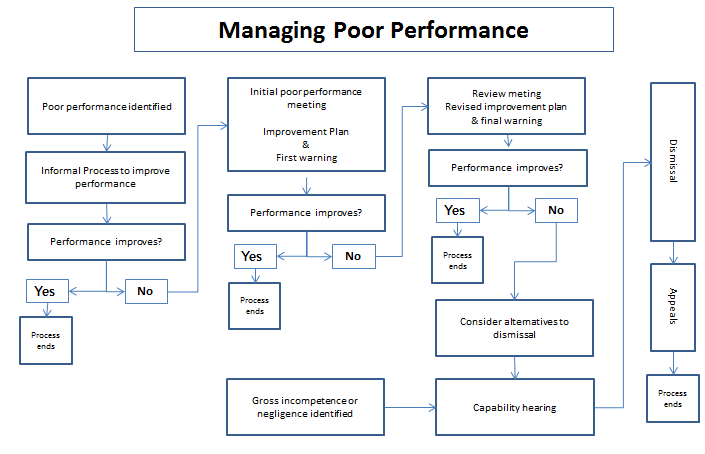 Managing Poor Performance
Poor performance identified
Informal Process to improve
performance
Performance improves?
Yes
No
Process
ends
Initial poor performance
meeting
Improvement Plan
&
First warning
Performance improves?
Yes
No
Process
ends
Review meting
Revised improvement plan
& final warning
Performance improves?
Yes
No
Process
ends
Consider alternatives to
dismissal
Gross incompetence or
negligence identified
Capability hearing
Dismissal
Appeals
Process
ends